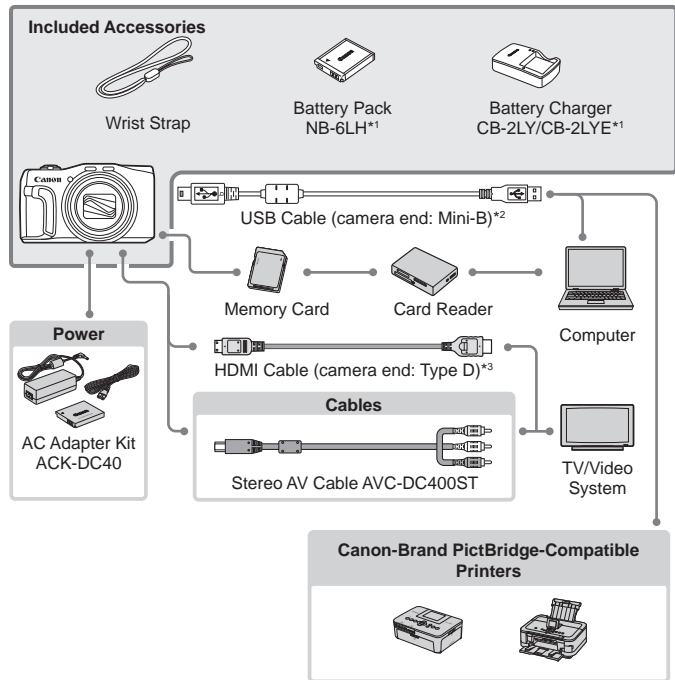 Included Accessories
Wrist Strap
Battery Pack
NB-6LH*1
Battery Charger
CB-2LY/CB-2LYE*1
Canon
USB Cable (camera end: Mini-B)*2
Memory Card
Card Reader
Computer
Power
AC Adapter Kit
ACK-DC40
HDMI Cable (camera end: Type D)*3
Cables
Stereo AV Cable AVC-DC400ST
TV/Video
System
Canon-Brand PictBridge-Compatible
Printers